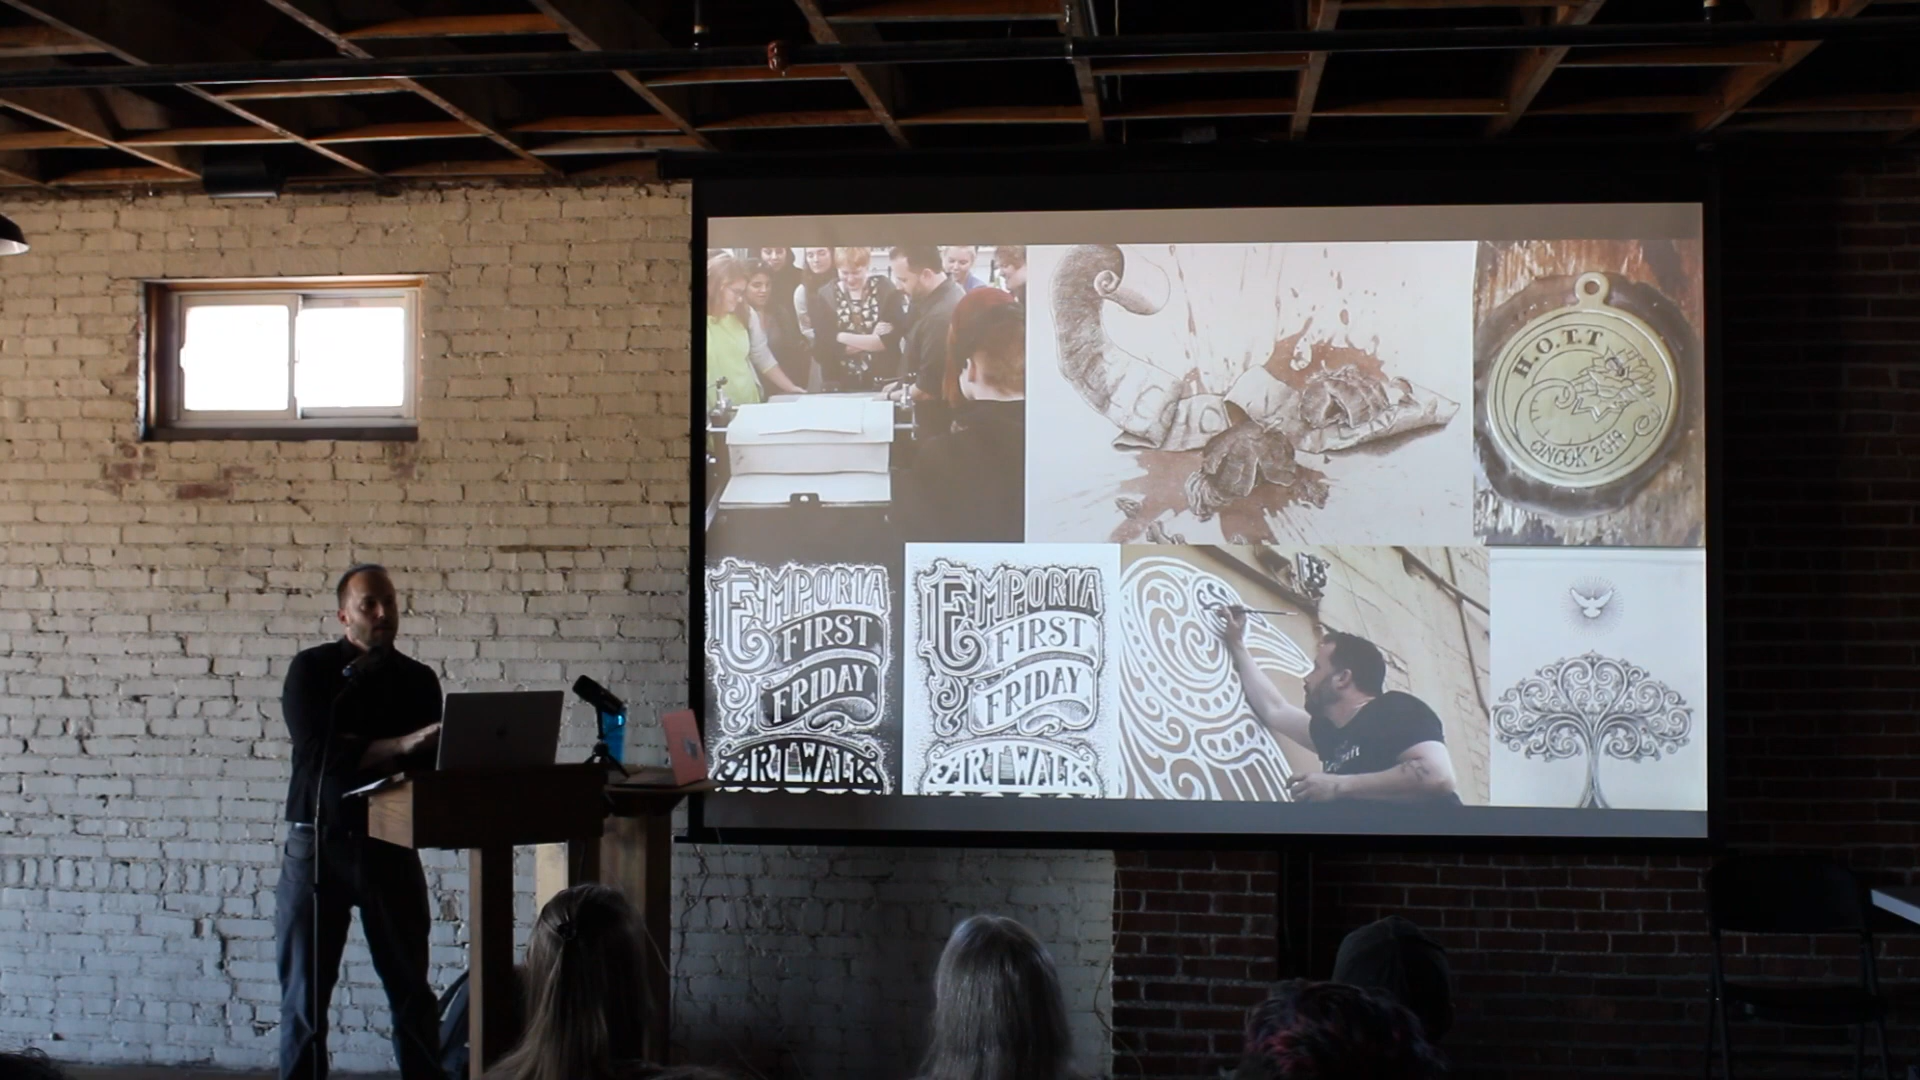 H.O.T.T
EMPORIA
FIRST
FRIDAY
ART WALK
EMPORIA
FIRST
FRIDAY
ART WALK